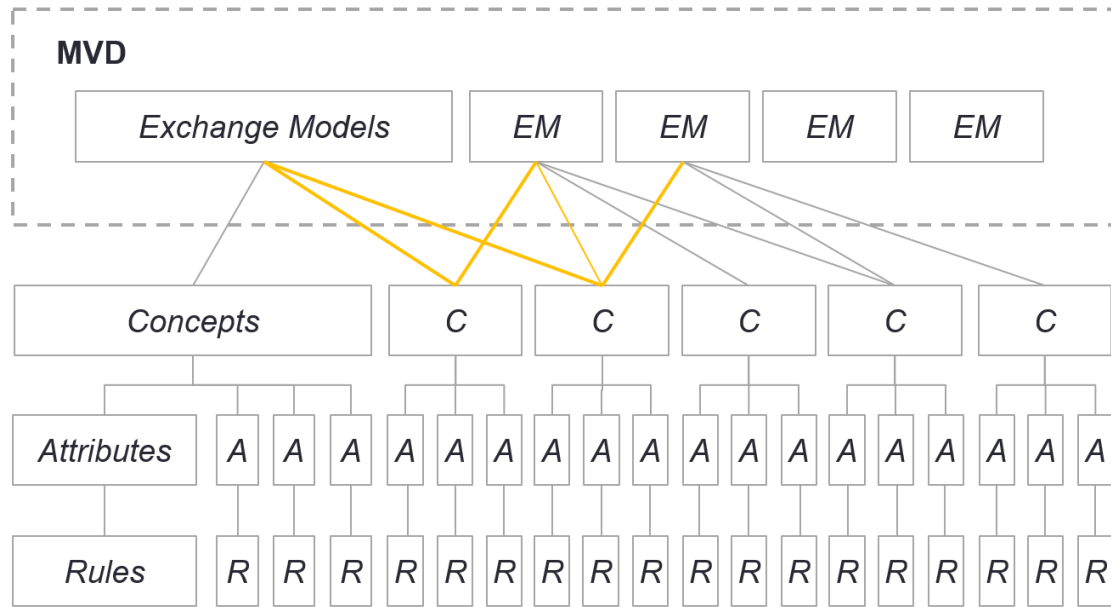 MVD
Exchange Models EM EM EM EM
Concepts C C C C C
Attributes A A A A A A A A A A A A A A A A A A
Rules R R R R R R R R R R R R R R R R R R